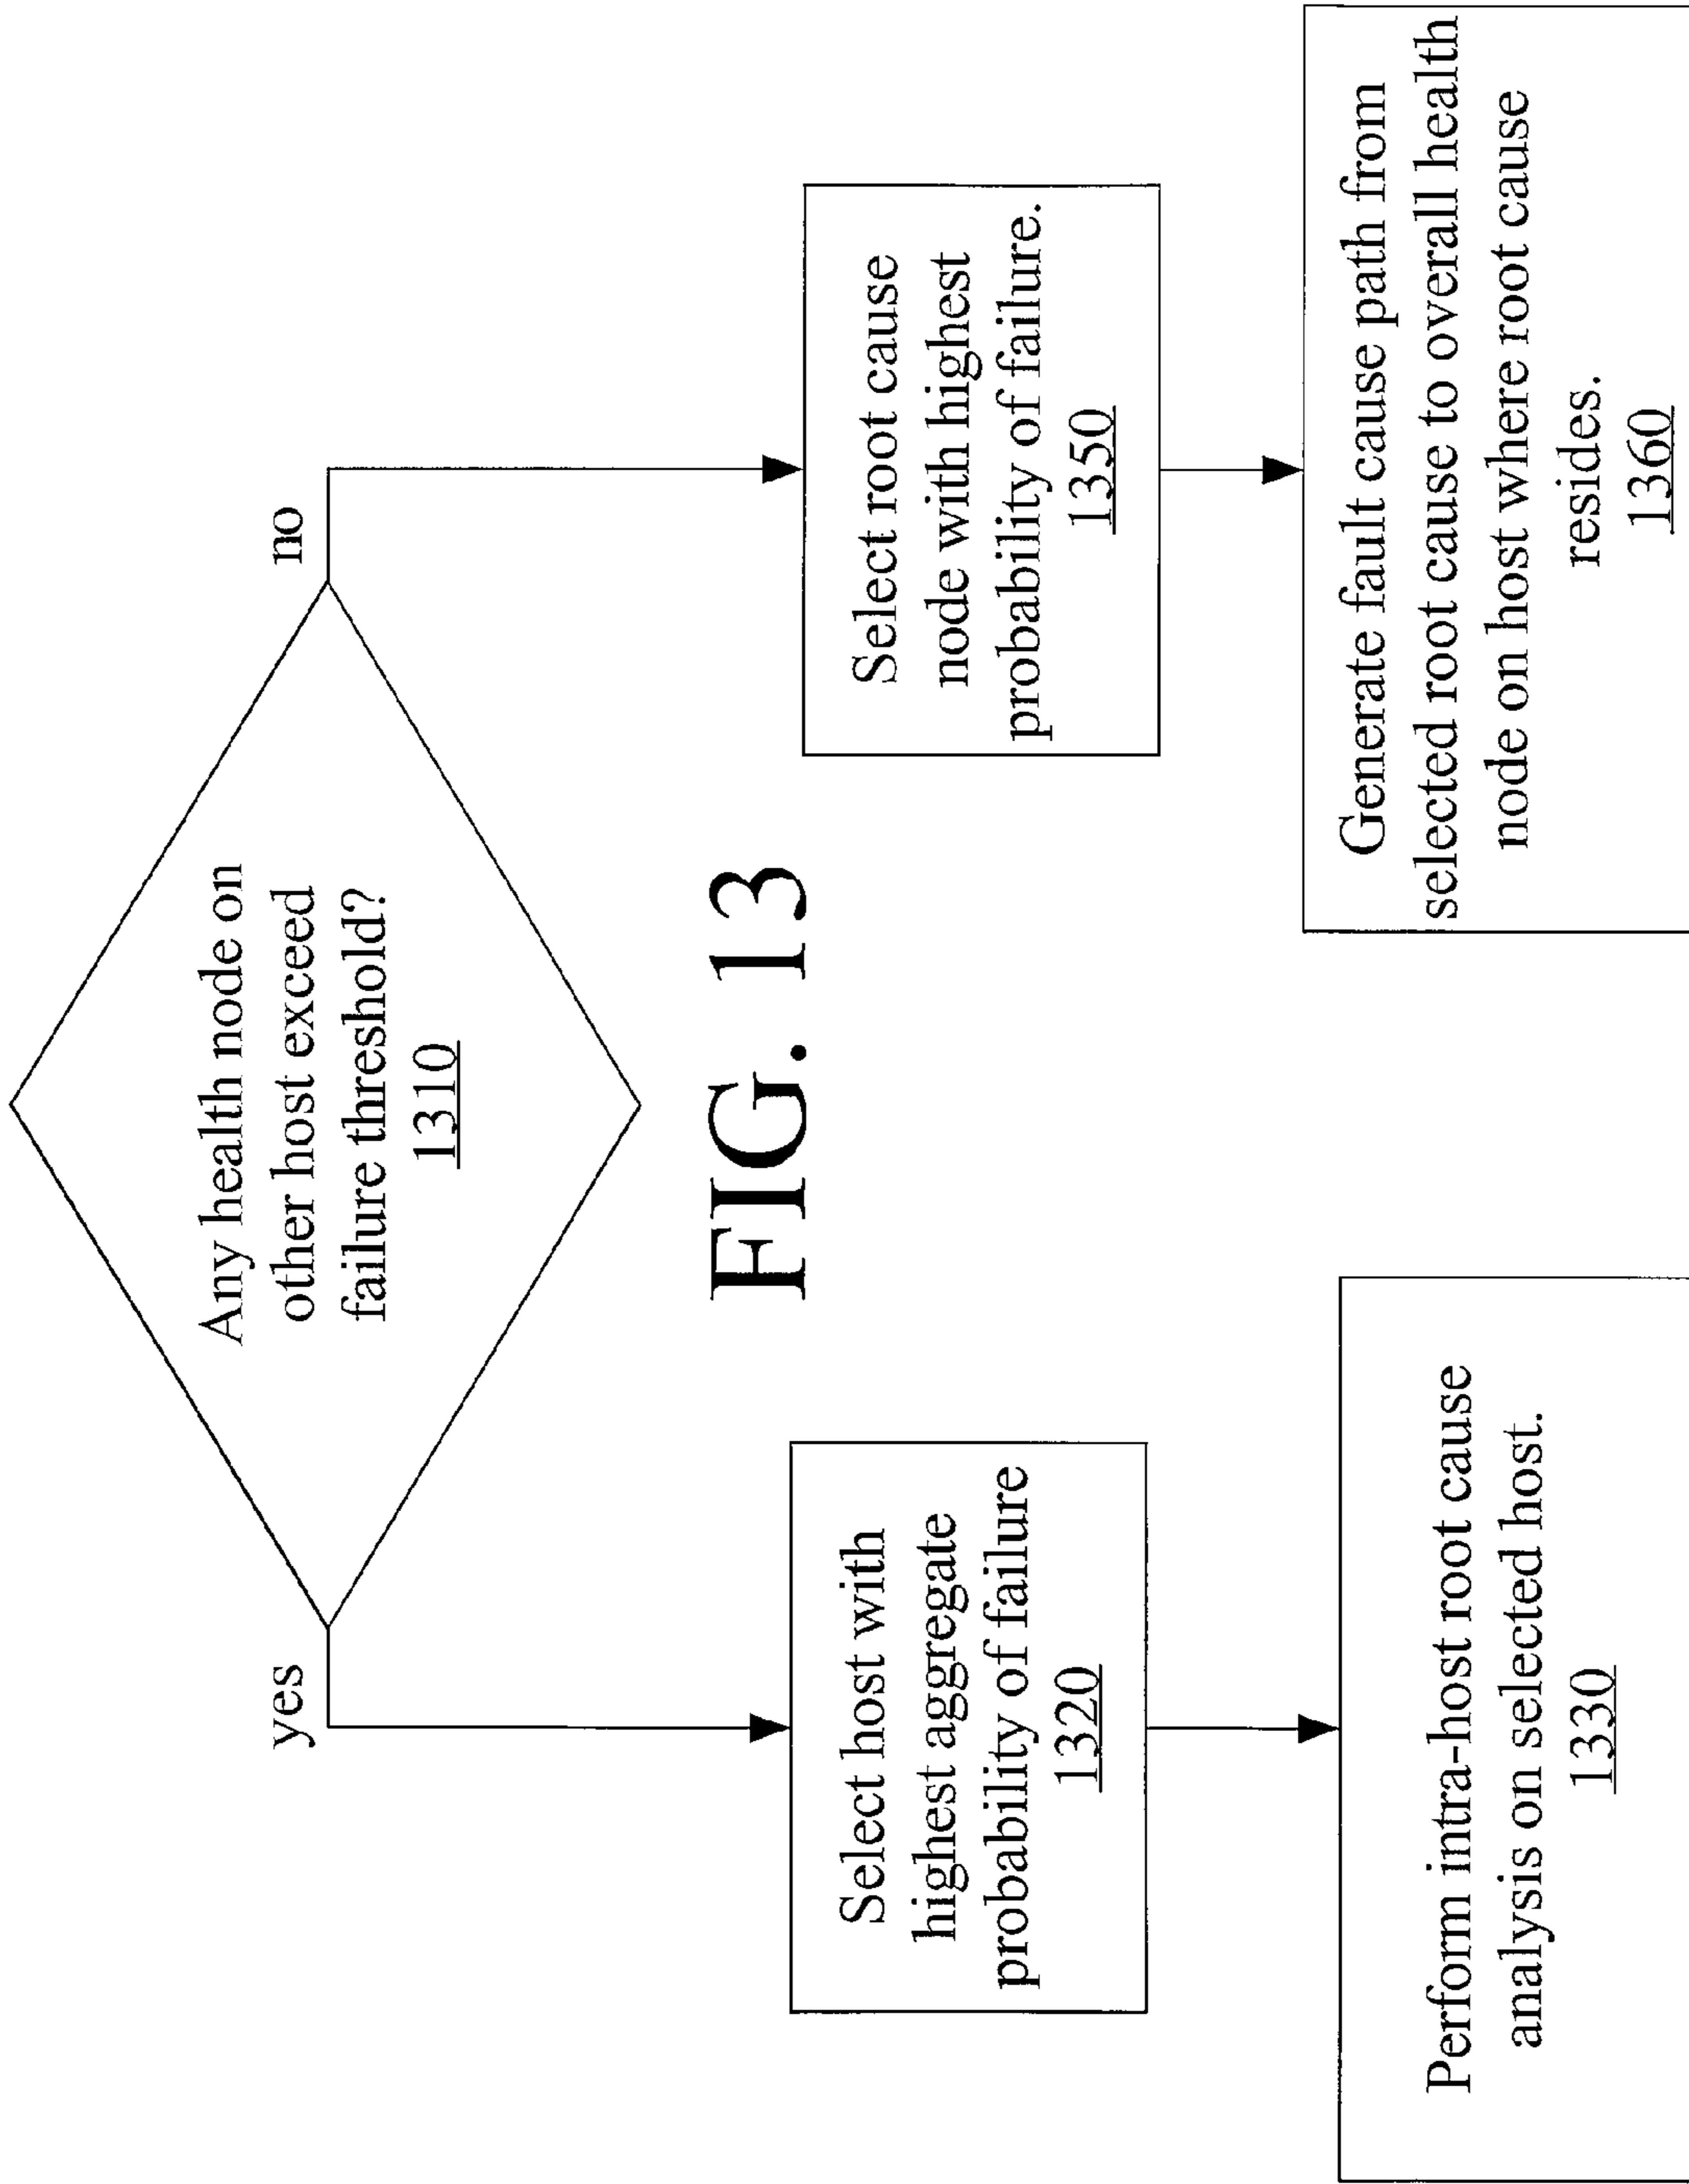 Any health node on
other host exceed
failure threshold?
1310
yes
no
Select host with
highest aggregate
probability of failure
1320
Perform intra-host root cause
analysis on selected host.
1330
Select root cause
node with highest
probability of failure.
1350
Generate fault cause path from
selected root cause to overall health
node on host where root cause
resides.
1360
FIG. 13